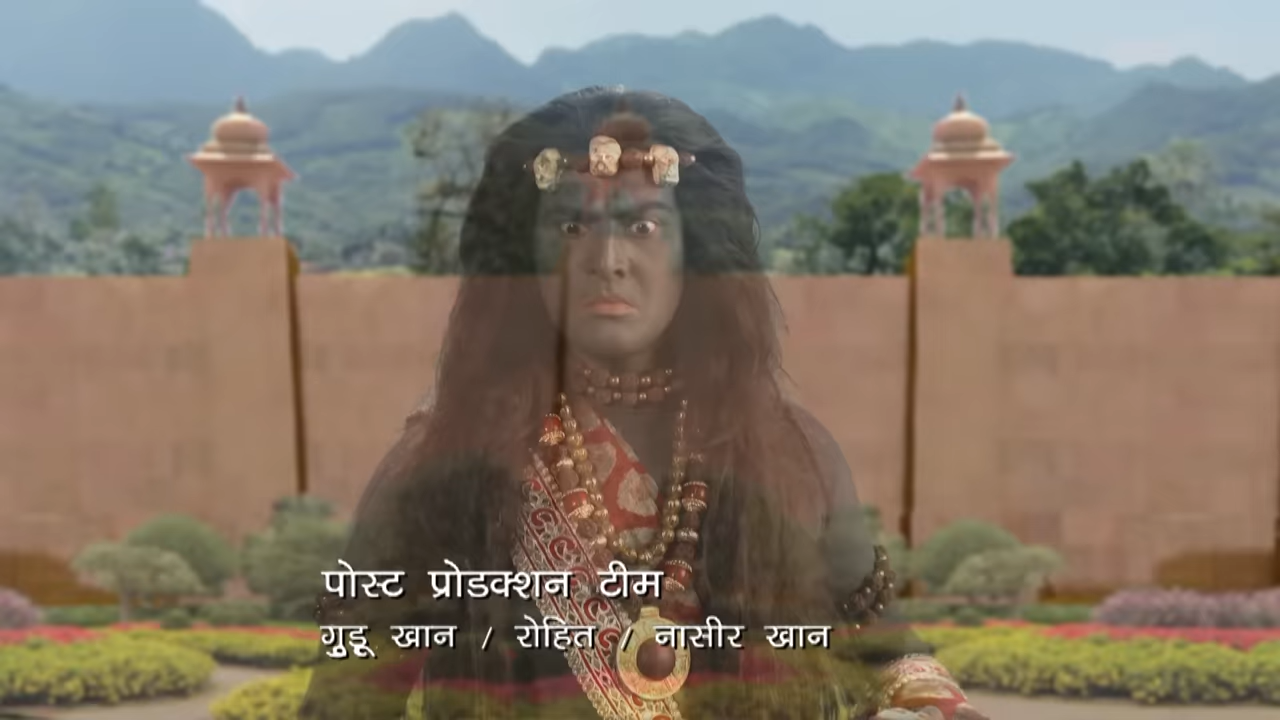 पोस्ट प्रोडक्शन टीम
गुड्डू खान / रोहित / नासीर खान